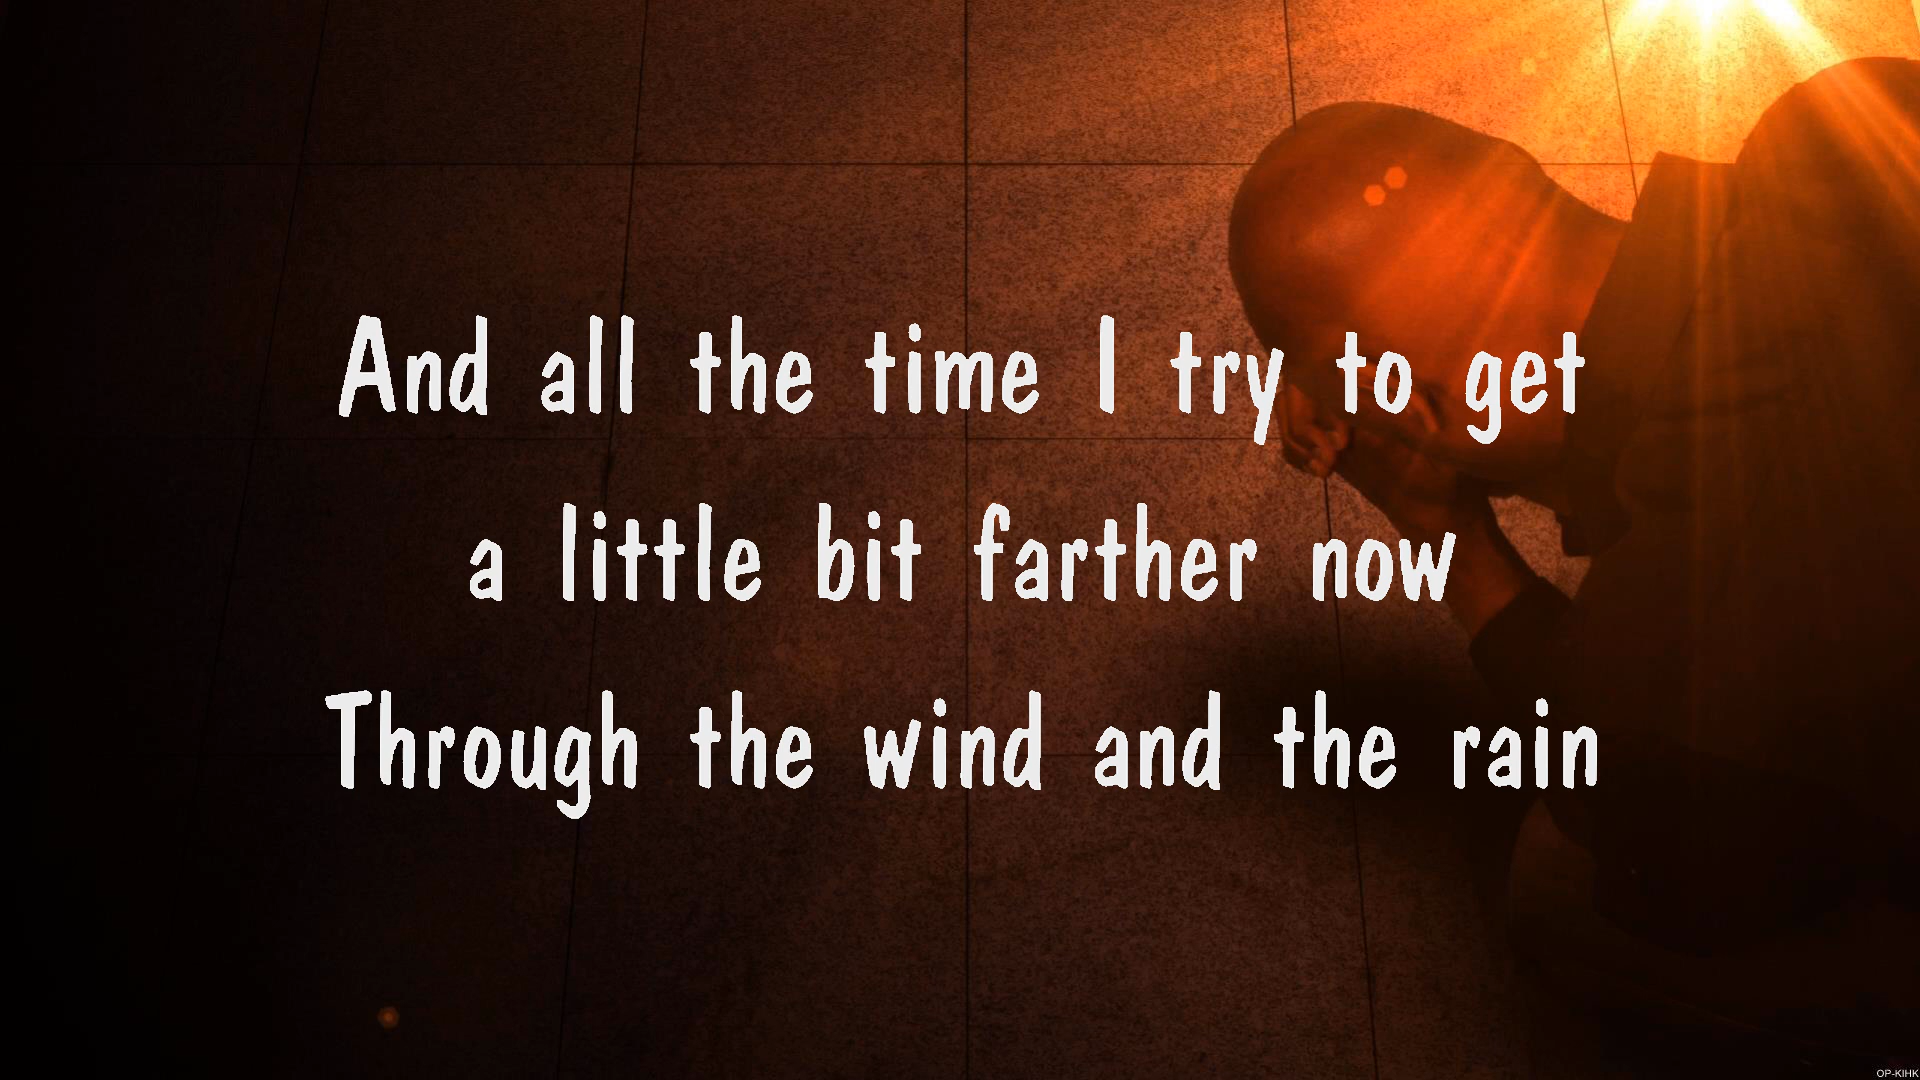 And all the time I try to get
a little bit farther now
Through the wind and the rain
OP-KIHK